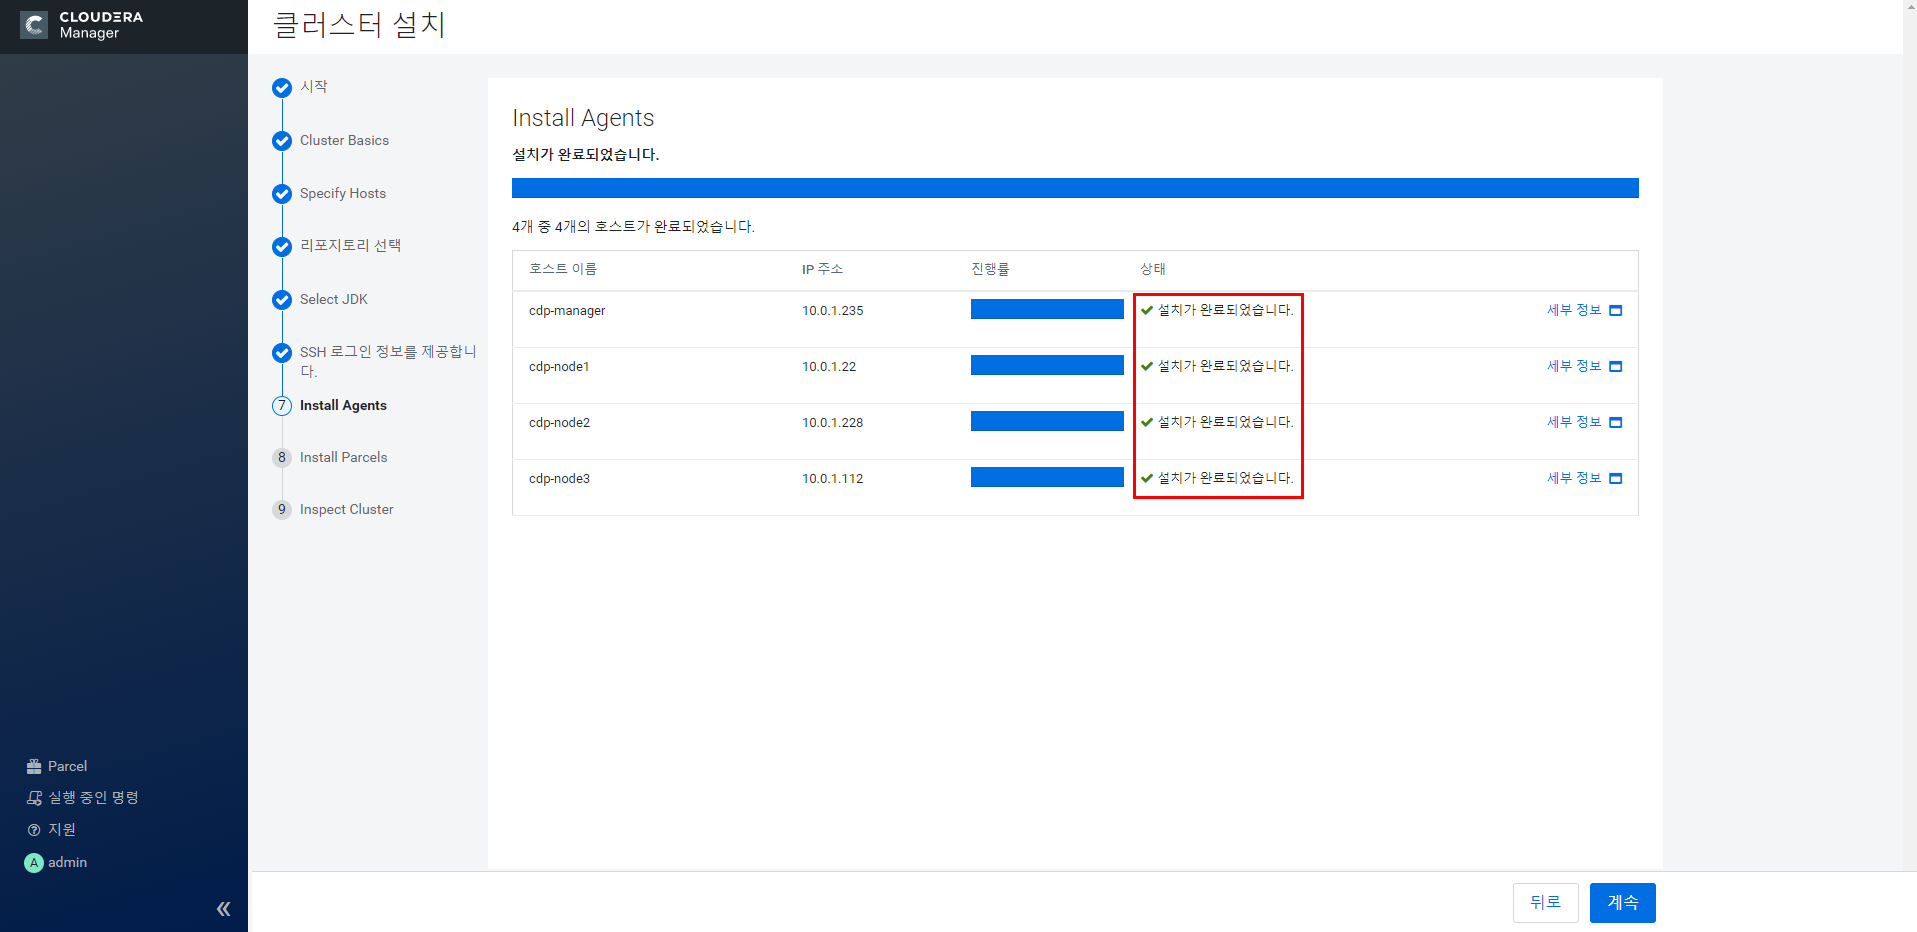 CLOUDERA
Manager
클러스터 설치
시작
Cluster Basics
Specify Hosts
리포지토리 선택
Select JDK
SSH 로그인 정보를 제공합니
다.
7 Install Agents
8 Install Parcels
9 Inspect Cluster
Install Agents
설치가 완료되었습니다.
4개 중 4개의 호스트가 완료되었습니다.
호스트 이름 IP 주소 진행률 상태
cdp-manager 10.0.1.235 설치가 완료되었습니다. 세부 정보
cdp-node1 10.0.1.22 설치가 완료되었습니다. 세부 정보
cdp-node2 10.0.1.228 설치가 완료되었습니다. 세부 정보
cdp-node3 10.0.1.112 설치가 완료되었습니다. 세부 정보
Parcel
실행 중인 명령
지원
A admin
뒤로 계속